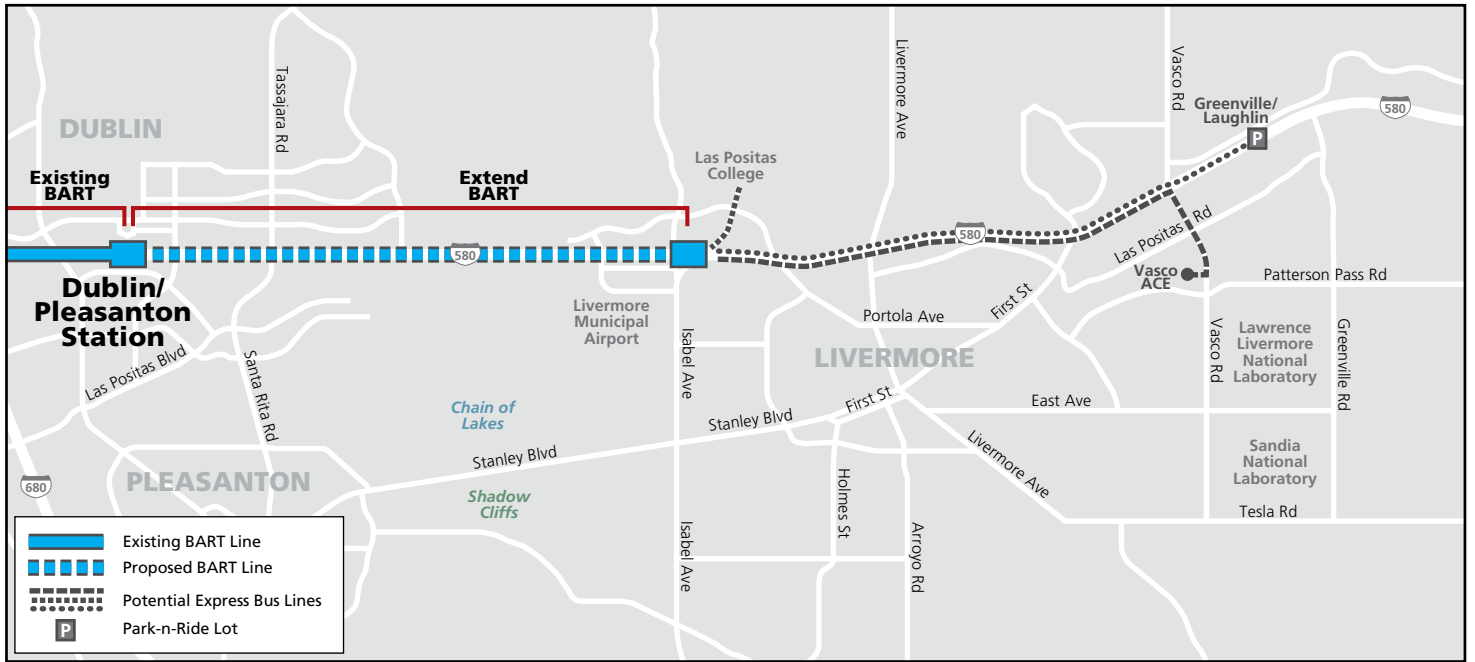 DUBLIN
Tassajara Rd
Livermore Ave
Vasco Rd
Greenville/
Laughlin
P
580
Existing
BART
Extend
BART
Las Positas
College
580
580
Las Positas Rd
Vasco
ACE
Patterson Pass Rd
Dublin/
Pleasanton
Station
Livermore
Municipal
Airport
Isabel Ave
Portola Ave
First St
LIVERMORE
Vasco Rd
Lawrence
Livermore
National
Laboratory
Greenville Rd
Las Positas Blvd
Santa Rita Rd
Chain of
Lakes
Stanley Blvd
First St
East Ave
Stanley Blvd
Livermore Ave
Sandia
National
Laboratory
PLEASANTON
680
Shadow
Cliffs
Holmes St
Tesla Rd
Isabel Ave
Arroyo Rd
Existing BART Line
Proposed BART Line
Potential Express Bus Lines
P
Park-n-Ride Lot